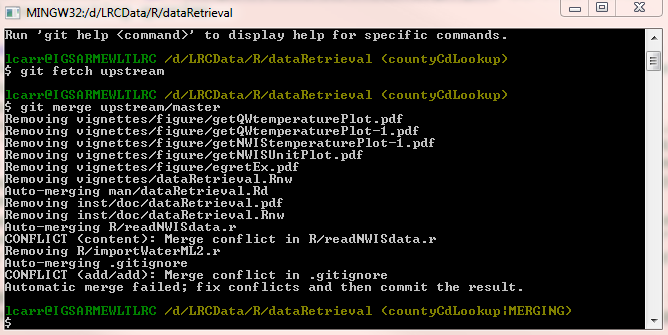 MINGW32:/d/LRCData/R/dataRetrieval
Run 'git help <command>' to display help for specific commands.
lcarr@IGSARMEWLTLRC /d/LRCData/R/dataRetrieval (countyCdLookup)
$ git fetch upstream
lcarr@IGSARMEWLTLRC /d/LRCData/R/dataRetrieval (countyCdLookup)
$ git merge upstream/master
Removing vignettes/figure/getQWtemperaturePlot.pdf
Removing vignettes/figure/getQWtemperaturePlot-1.pdf
Removing vignettes/figure/getNWIStemperaturePlot-1.pdf
Removing vignettes/figure/getNWISUnitPlot.pdf
Removing vignettes/figure/egretEx.pdf
Removing vignettes/dataRetrieval.Rnw
Auto-merging man/dataRetrieval.Rd
Removing inst/doc/dataRetrieval.pdf
Removing inst/doc/dataRetrieval.Rnw
Auto-merging R/readNWISdata.r
CONFLICT (content): Merge conflict in R/readNWISdata.r
Removing R/importWaterML2.r
Auto-merging .gitignore
CONFLICT (add/add): Merge conflict in .gitignore
Automatic merge failed; fix conflicts and then commit the result.
lcarr@IGSARMEWLTLRC /d/LRCData/R/dataRetrieval (countyCdLookup|MERGING)
$